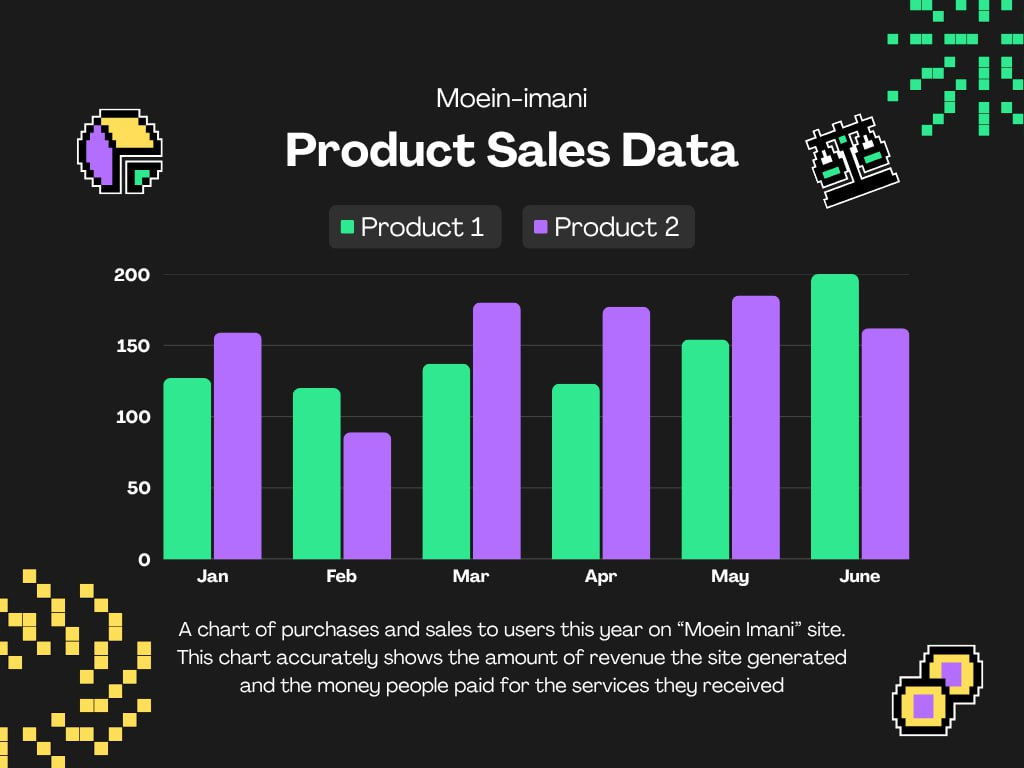 Moein-imani
Product Sales Data
Product 1 Product 2
200
150
100
50
0
Jan Feb Mar Apr May June
A chart of purchases and sales to users this year on “Moein Imani” site.
This chart accurately shows the amount of revenue the site generated
and the money people paid for the services they received